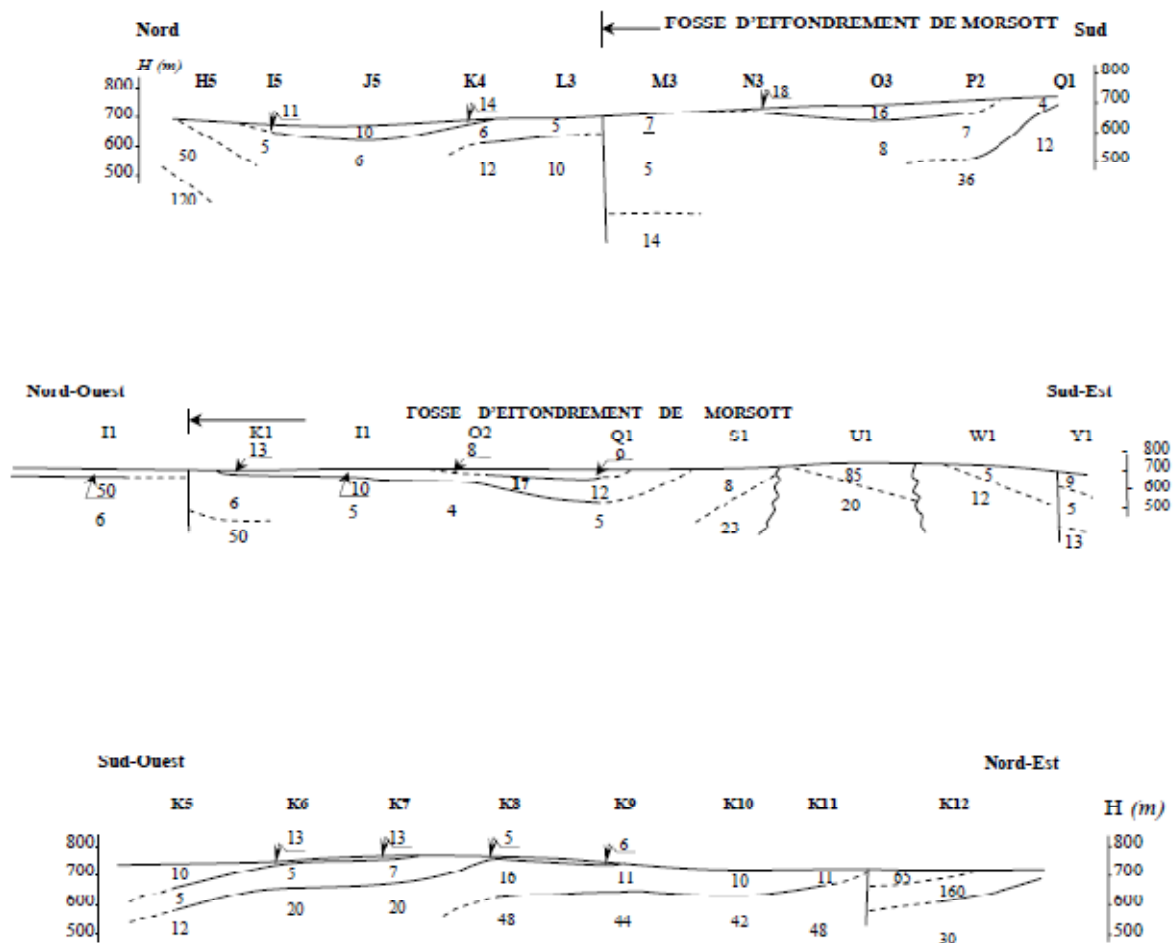 FOSSE D'EFFONDREMENT DE MORSOTT
Nord Sud
H (m)
H5 I5 J5 K4 L3 M3 N3 O3 P2 Q1
800 800
18
11 14 16 4
700 700
10 6 5 7
600 5 7 600
50 6 8 12
500 12 10 5 500
36
120
14
Nord-Ouest Sud-Est
FOSSE D'EFFONDREMENT DE MORSOTT
I1 K1 I1 O2 Q1 S1 U1 W1 Y1
13 8 9
800
700
85 5
50 10 17 12 8 9
600
6 20 12
6 5 4 5 5
500
50 23 13
Sud-Ouest Nord-Est
K5 K6 K7 K8 K9 K10 K11 K12 H (m)
800 13 13 5 6 800
700 10 5 7 16 11 10 11 95 700
160
600 5 600
20 20 48 44 42 48
500 12 30 500